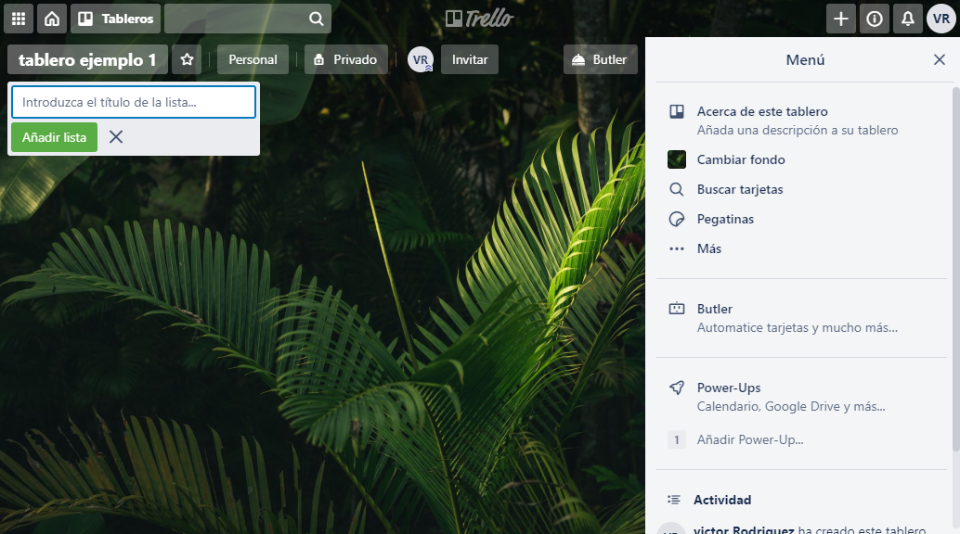 Tableros
Trello
VR
tablero ejemplo 1
Personal
Privado
VR
Invitar
Butler
Introduzca el título de la lista...
Añadir lista
Menú
Acerca de este tablero
Añada una descripción a su tablero
Cambiar fondo
Buscar tarjetas
Pegatinas
Más
Butler
Automatice tarjetas y mucho más...
Power-Ups
Calendario, Google Drive y más...
1 Añadir Power-Up...
Actividad
VR
victor Rodriguez ha creado este tablero